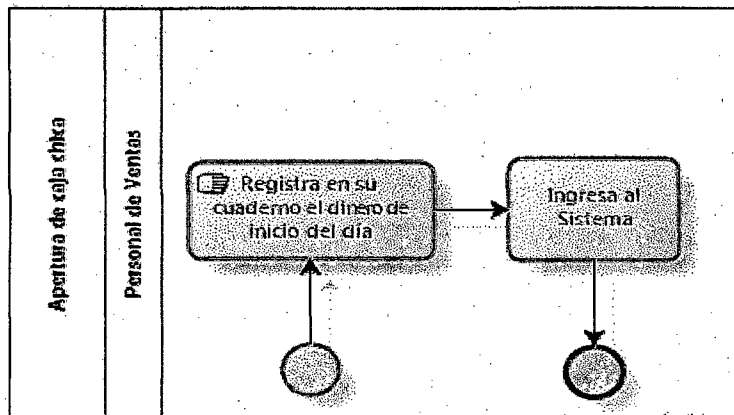 Apertura de caja chica
Personal de Ventas
Registra en su
cuaderno el dinero de
inicio del día
Ingresa al
Sistema